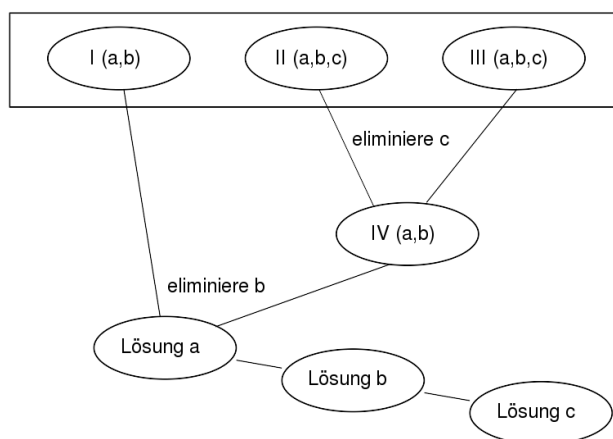 I (a,b)
II (a,b,c)
III (a,b,c)
eliminiere c
IV (a,b)
eliminiere b
Lösung a
Lösung b
Lösung c